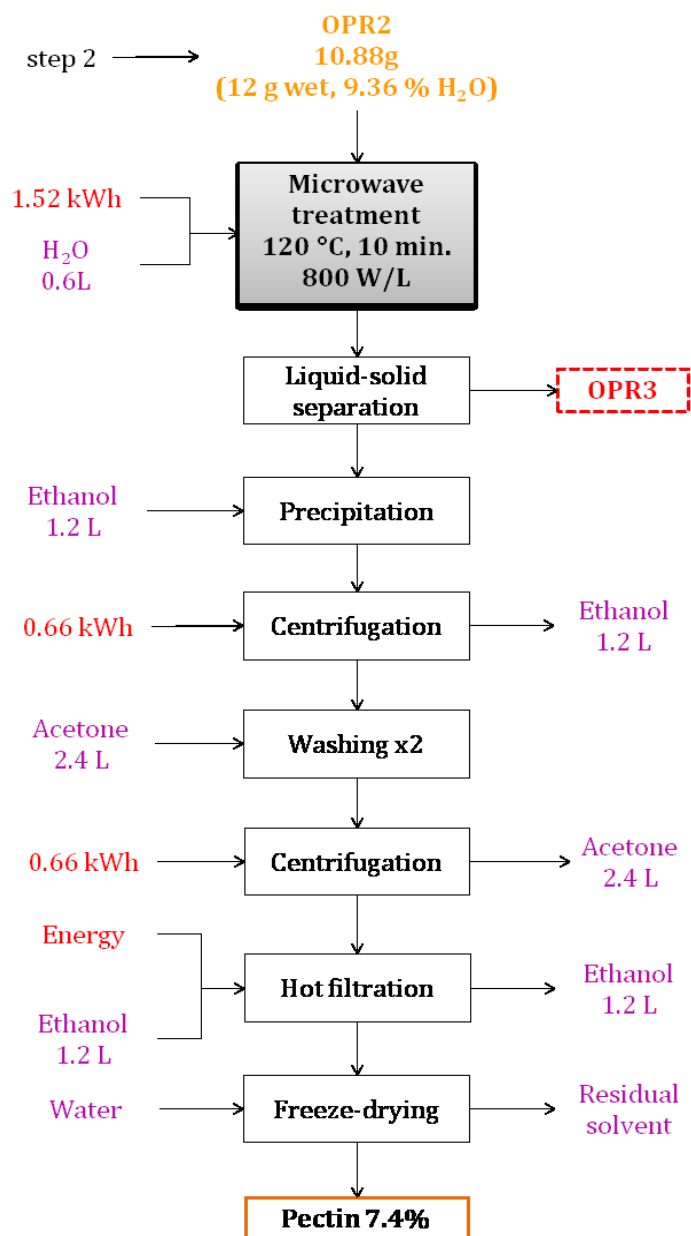 OPR2
step 2
10.88g
(12 g wet, 9.36 % H₂O)
Microwave
treatment
120 °C, 10 min.
800 W/L
1.52 kWh
H₂O
0.6L
Liquid-solid
separation
OPR3
Ethanol
1.2 L
Precipitation
0.66 kWh
Centrifugation
Ethanol
1.2 L
Acetone
2.4 L
Washing x2
0.66 kWh
Centrifugation
Acetone
2.4 L
Energy
Ethanol
1.2 L
Hot filtration
Ethanol
1.2 L
Water
Freeze-drying
Residual
solvent
Pectin 7.4%